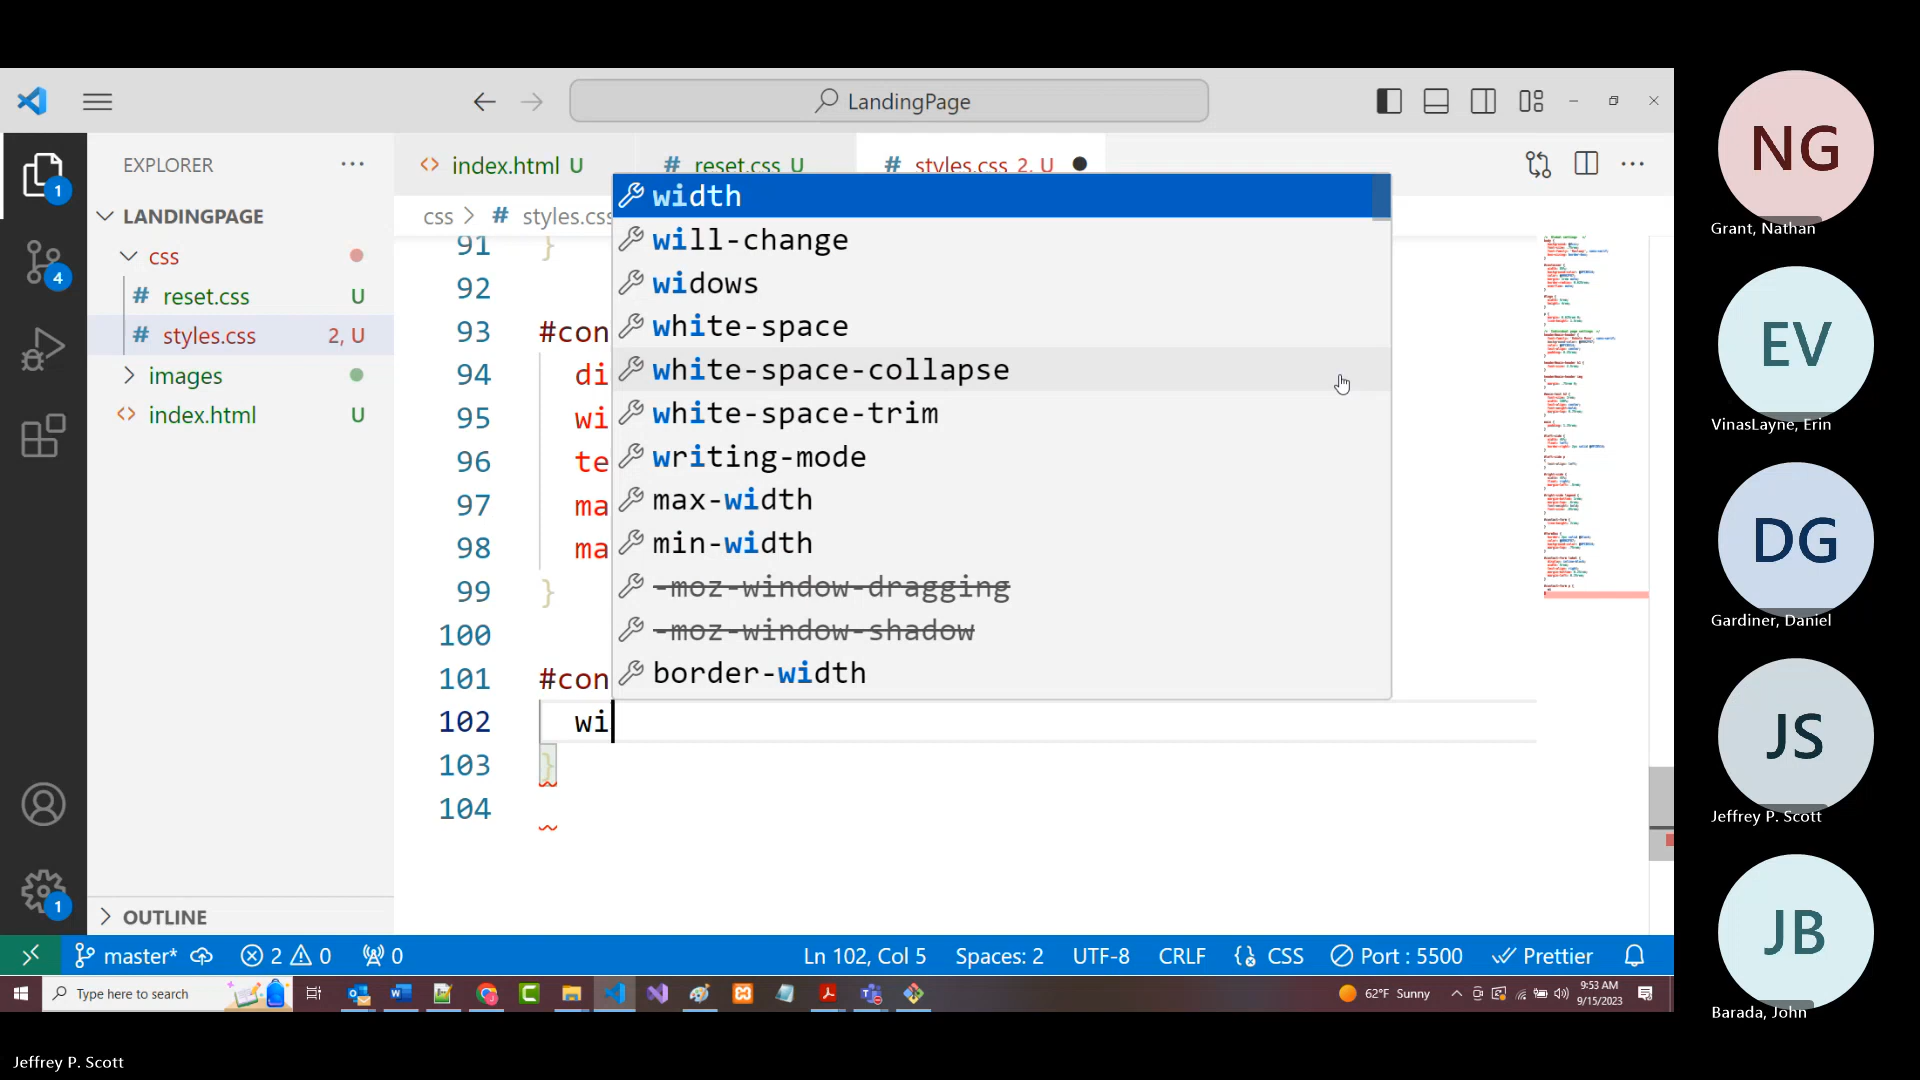 LandingPage
EXPLORER
LANDINGPAGE
css
reset.css U
styles.css 2, U
images
index.html U
OUTLINE
index.html U
reset.css U
styles.css 2, U
css > # styles.css
width
will-change
widows
white-space
white-space-collapse
white-space-trim
writing-mode
max-width
min-width
-moz-window-dragging
-moz-window-shadow
border-width
91 }
92
93 #con
94 di
95 wi
96 te
97 ma
98 ma
99 }
100
101 #con
102 wi
103 }
104
1
4
1
master* 2 0 0
Ln 102, Col 5 Spaces: 2 UTF-8 CRLF {} CSS Port : 5500 Prettier
Type here to search
62°F Sunny
9:53 AM
9/15/2023
NG
Grant, Nathan
EV
VinasLayne, Erin
DG
Gardiner, Daniel
JS
Jeffrey P. Scott
JB
Barada, John
Jeffrey P. Scott